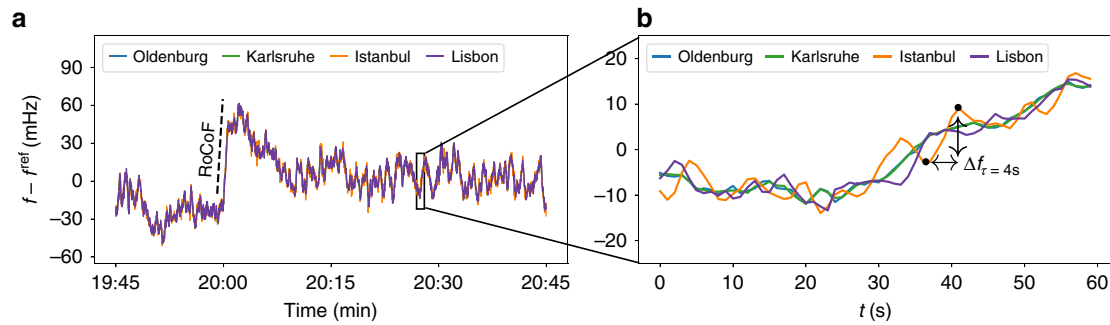 a
Oldenburg Karlsruhe Istanbul Lisbon
f – f ref (mHz)
90
60
30
0
−30
−60
RoCoF
19:45 20:00 20:15 20:30 20:45
Time (min)
b
Oldenburg Karlsruhe Istanbul Lisbon
20
10
0
−10
−20
Δfτ = 4s
0 10 20 30 40 50 60
t (s)